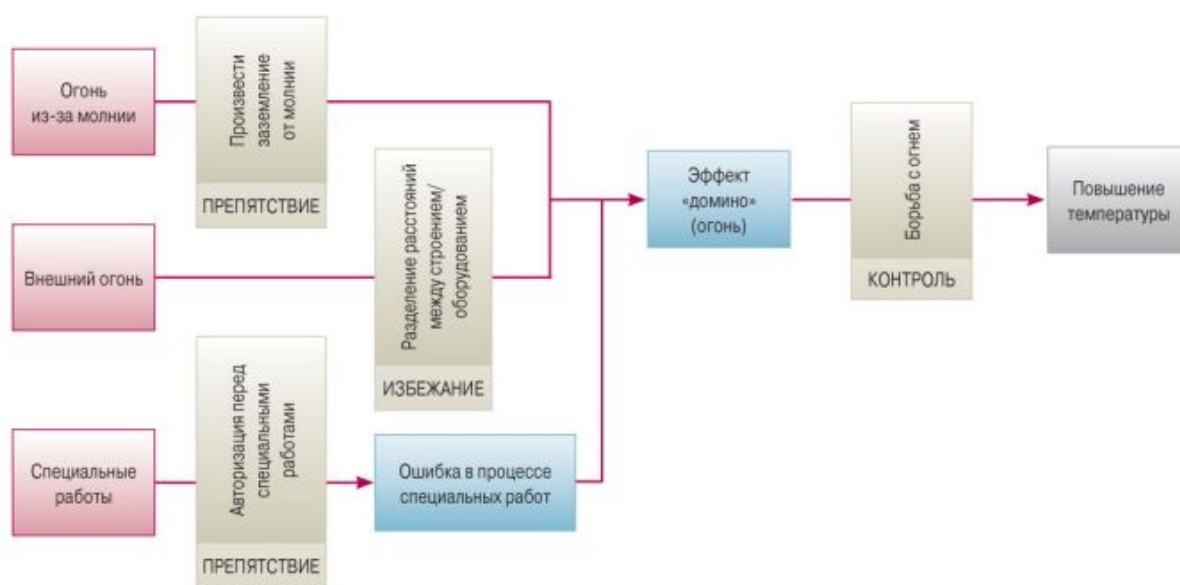 Огонь
из-за молнии
Произвести
заземление
от молнии
ПРЕПЯТСТВИЕ
Внешний огонь
Разделение расстояний
между строением/
оборудованием
ИЗБЕЖАНИЕ
Специальные
работы
Авторизация перед
специальными
работами
ПРЕПЯТСТВИЕ
Ошибка в процессе
специальных работ
Эффект
«домино»
(огонь)
Борьба с огнем
КОНТРОЛЬ
Повышение
температуры